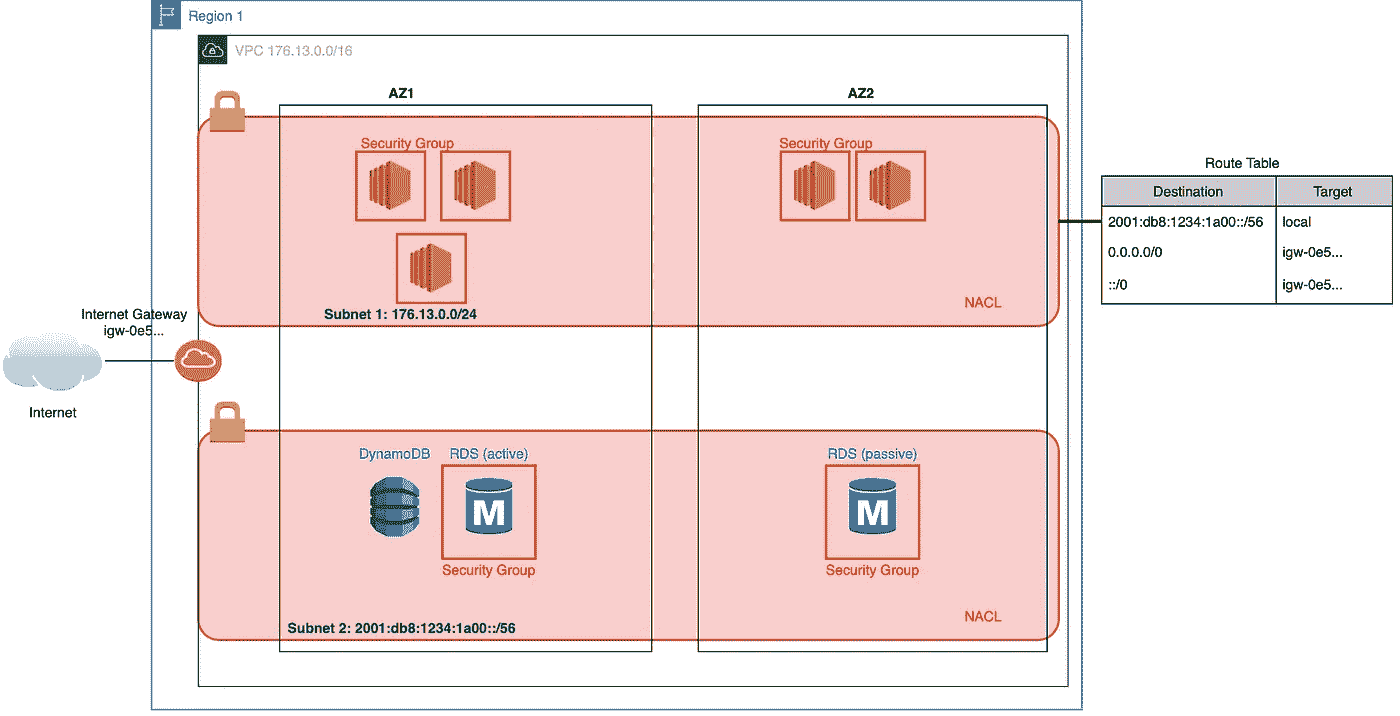 Region 1
VPC 176.13.0.0/16
AZ1
AZ2
Security Group
Security Group
Subnet 1: 176.13.0.0/24
NACL
Route Table
Destination
Target
2001:db8:1234:1a00::/56
local
0.0.0.0/0
igw-0e5...
::/0
igw-0e5...
Internet Gateway
igw-0e5...
Internet
DynamoDB
RDS (active)
M
Security Group
RDS (passive)
M
Security Group
Subnet 2: 2001:db8:1234:1a00::/56
NACL